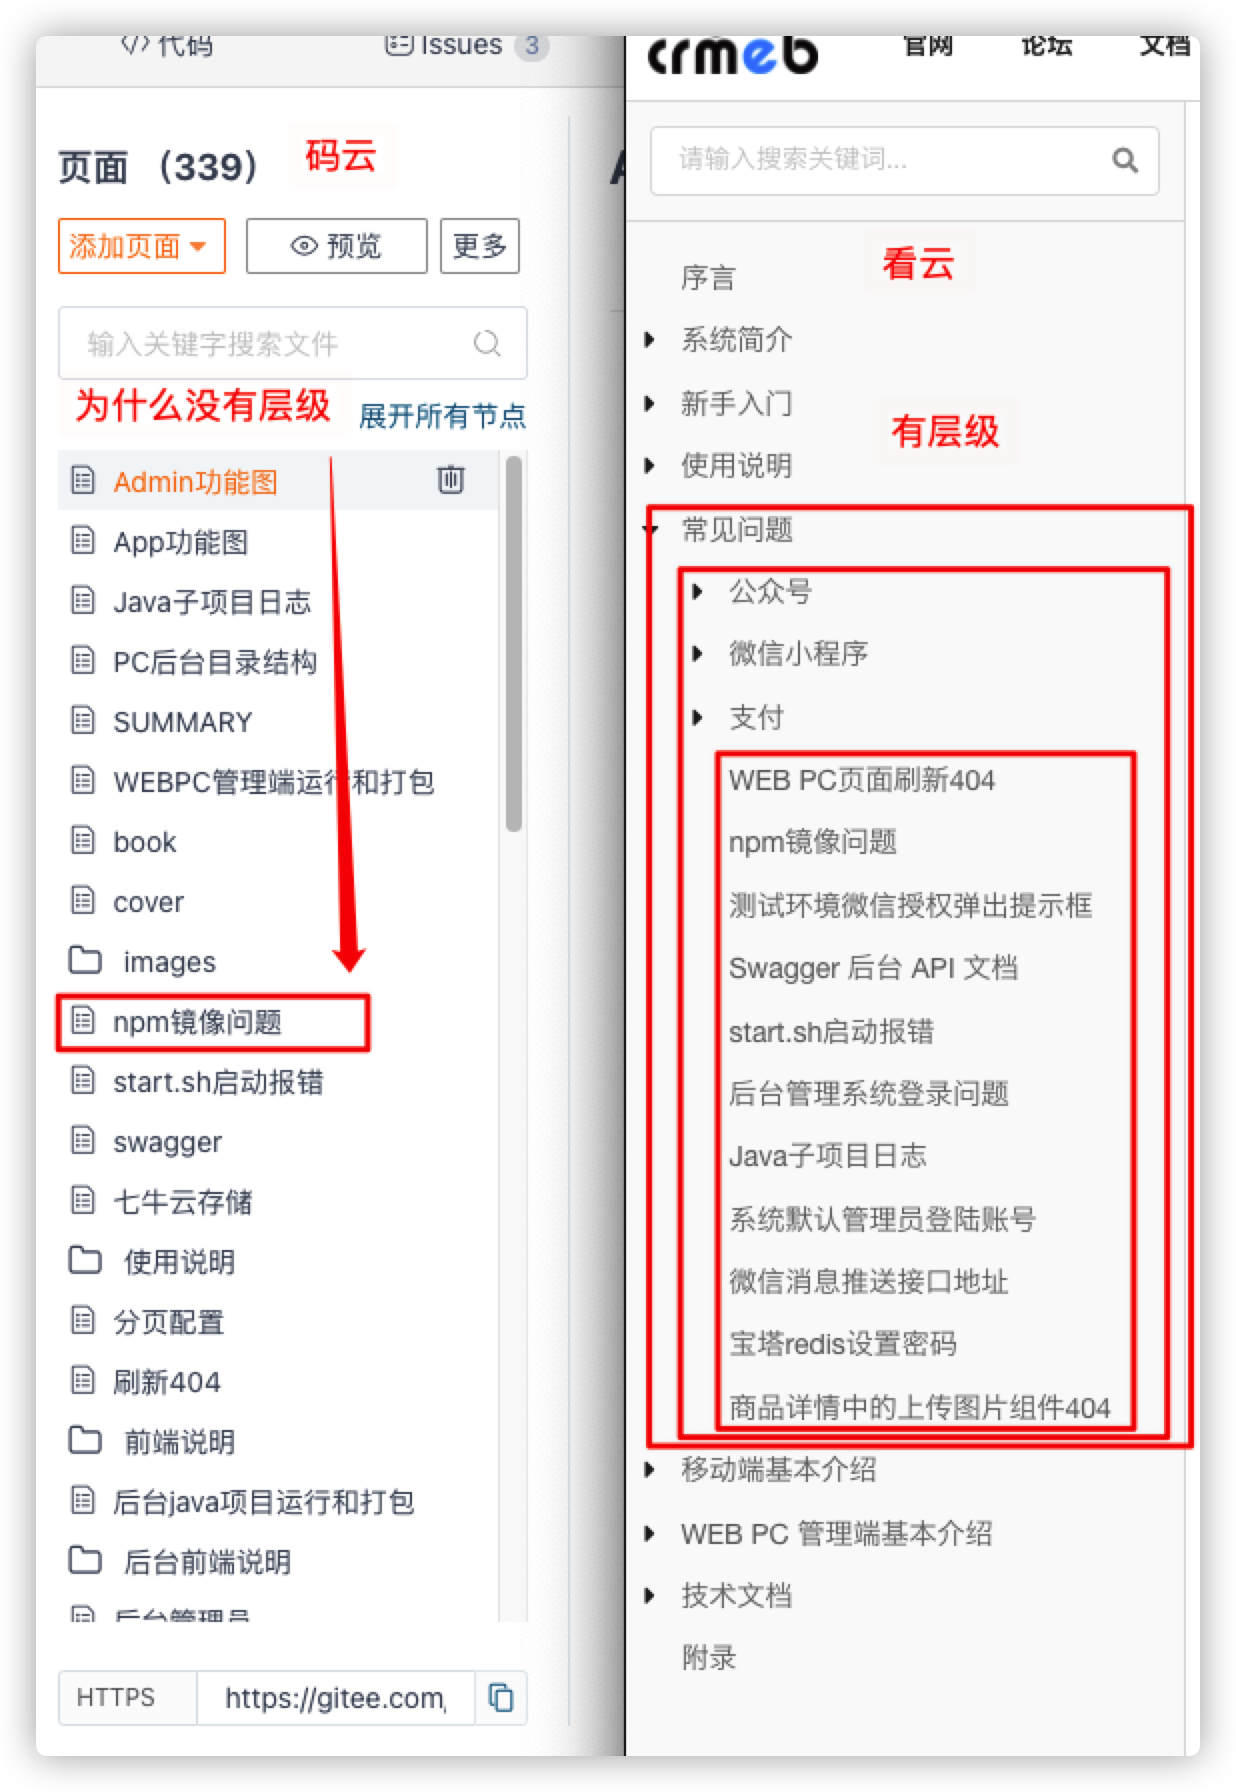 代码
Issues 3
页面 （339） 码云
添加页面 预览 更多
输入关键字搜索文件
为什么没有层级 展开所有节点
Admin功能图
App功能图
Java子项目日志
PC后台目录结构
SUMMARY
WEBPC管理端运行和打包
book
cover
images
npm镜像问题
start.sh启动报错
swagger
七牛云存储
使用说明
分页配置
刷新404
前端说明
后台java项目运行和打包
后台前端说明
后台管理员
HTTPS https://gitee.com,
crmeb 官网 论坛 文档
请输入搜索关键词...
看云
序言
系统简介
新手入门
有层级
使用说明
常见问题
公众号
微信小程序
支付
WEB PC页面刷新404
npm镜像问题
测试环境微信授权弹出提示框
Swagger 后台 API 文档
start.sh启动报错
后台管理系统登录问题
Java子项目日志
系统默认管理员登陆账号
微信消息推送接口地址
宝塔redis设置密码
商品详情中的上传图片组件404
移动端基本介绍
WEB PC 管理端基本介绍
技术文档
附录